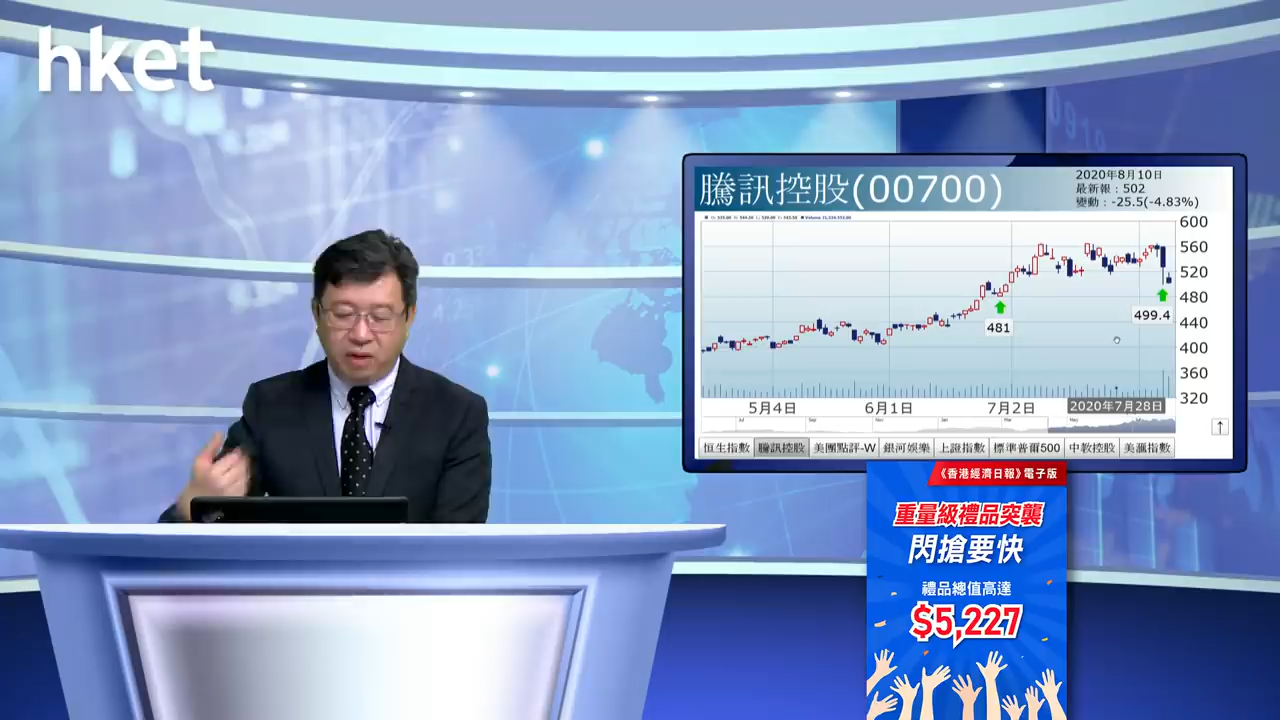 hket
騰訊控股(00700)
2020年8月10日
最新報：502
變動：-25.5(-4.83%)
600
560
520
480
440
400
360
320
481
499.4
5月4日
6月1日
7月2日
2020年7月28日
恒生指數 騰訊控股 美團點評-W 銀河娛樂 上證指數 標準普爾500 中教控股 美滙指數
《香港經濟日報》電子版
重量級禮品突襲
閃搶要快
禮品總值高達
$5,227